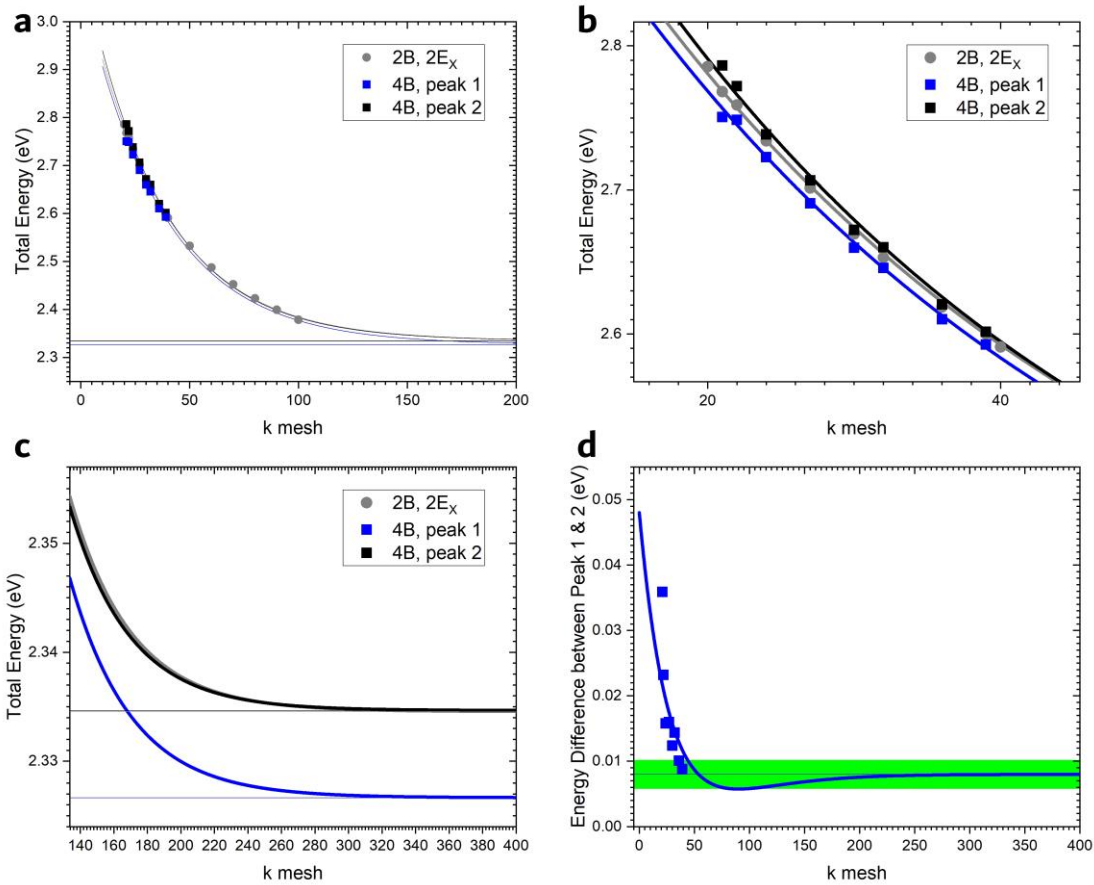 a
3.0
2.9
2.8
2.7
2.6
2.5
2.4
2.3
0 50 100 150 200
Total Energy (eV)
k mesh
2B, 2E_X
4B, peak 1
4B, peak 2
b
2.8
2.7
2.6
20 40
Total Energy (eV)
k mesh
2B, 2E_X
4B, peak 1
4B, peak 2
c
2.35
2.34
2.33
140 160 180 200 220 240 260 280 300 320 340 360 380 400
Total Energy (eV)
k mesh
2B, 2E_X
4B, peak 1
4B, peak 2
d
0.05
0.04
0.03
0.02
0.01
0.00
0 50 100 150 200 250 300 350 400
Energy Difference between Peak 1 & 2 (eV)
k mesh